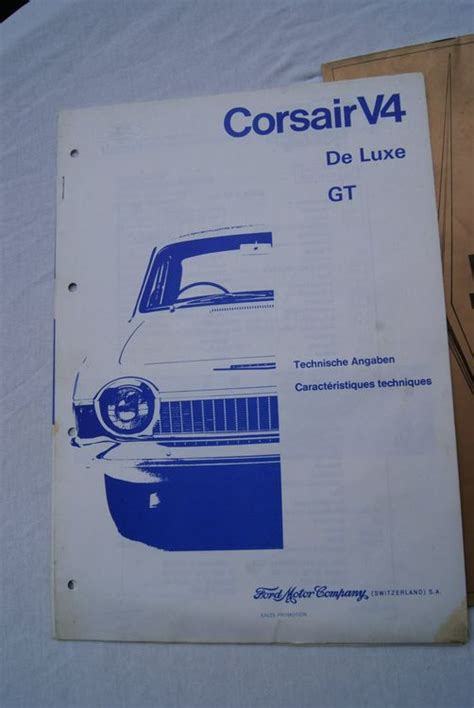 Corsair V4
De Luxe
GT
Technische Angaben
Caractéristiques techniques
Ford Motor Company, (SWITZERLAND) S.A.
SALES PROMOTION